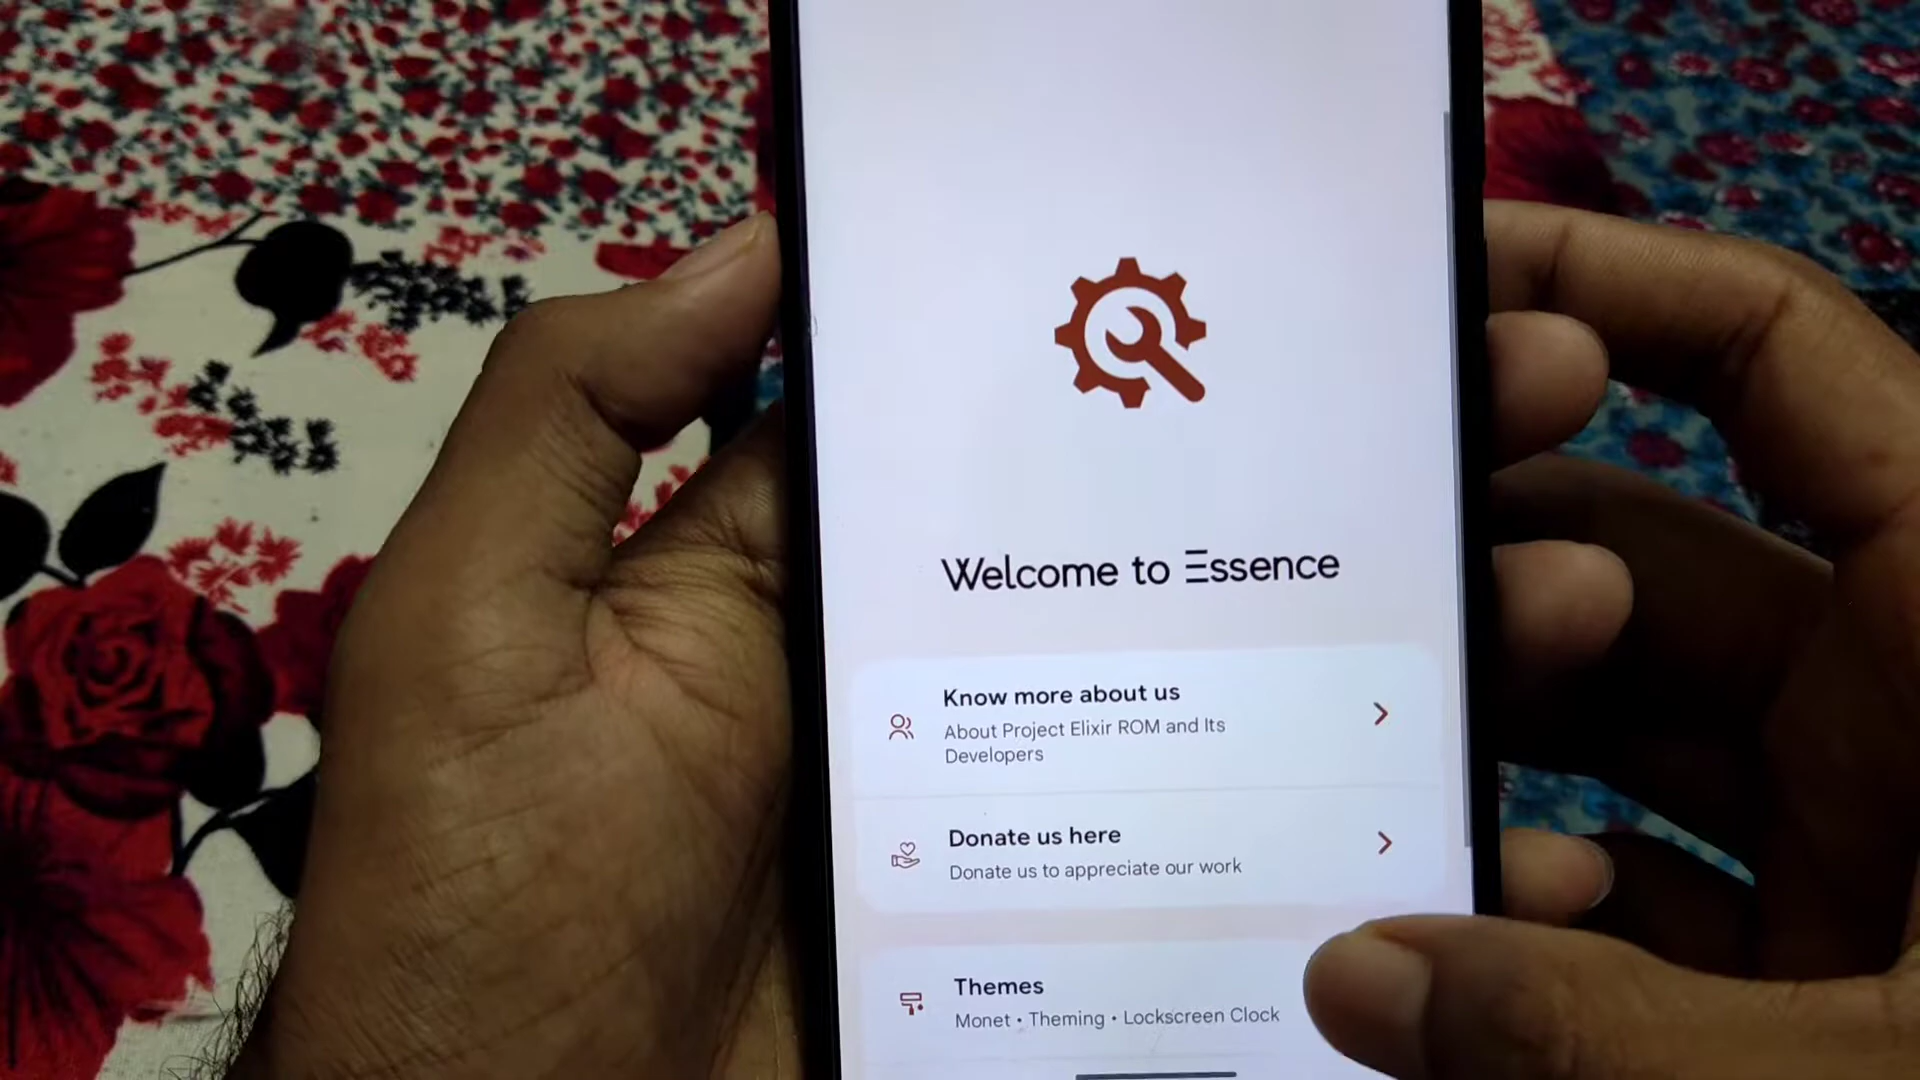 Welcome to Essence
Know more about us
About Project Elixir ROM and Its
Developers
Donate us here
Donate us to appreciate our work
Themes
Monet • Theming • Lockscreen Clock